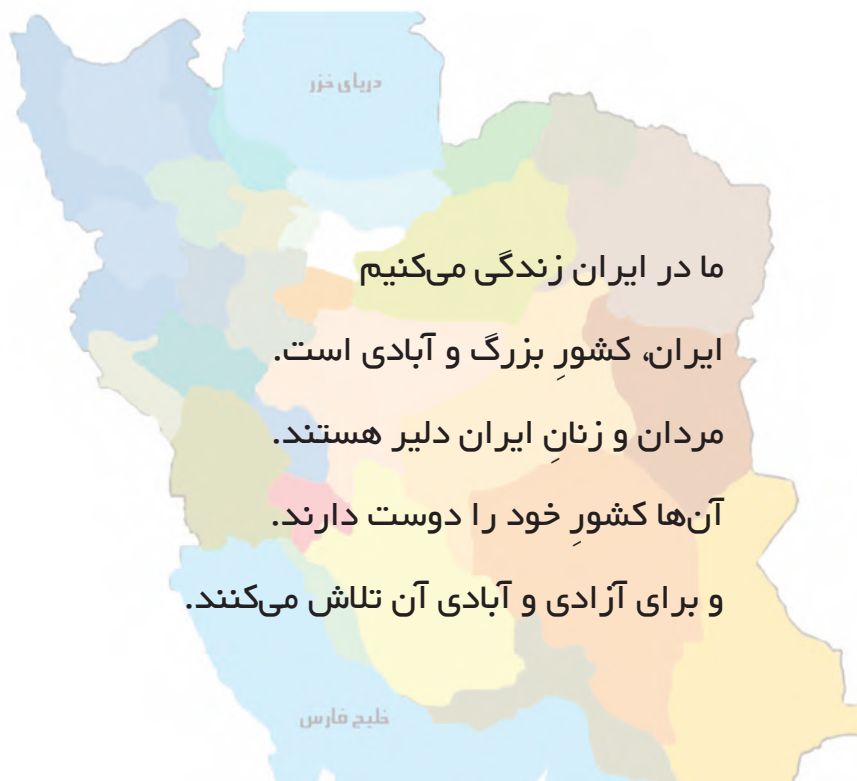 دریای خزر
ما در ایران زندگی می‌کنیم
ایران، کشورِ بزرگ و آبادی است.
مردان و زنانِ ایران دلیر هستند.
آن‌ها کشورِ خود را دوست دارند.
و برای آزادی و آبادی آن تلاش می‌کنند.
خلیج فارس